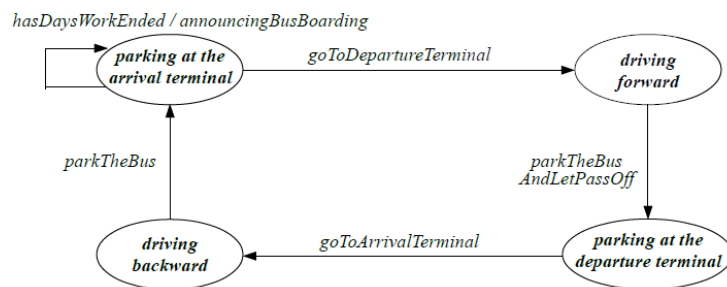 hasDaysWorkEnded / announcingBusBoarding
parking at the
arrival terminal
goToDepartureTerminal
driving
forward
parkTheBus
parkTheBus
AndLetPassOff
driving
backward
goToArrivalTerminal
parking at the
departure terminal